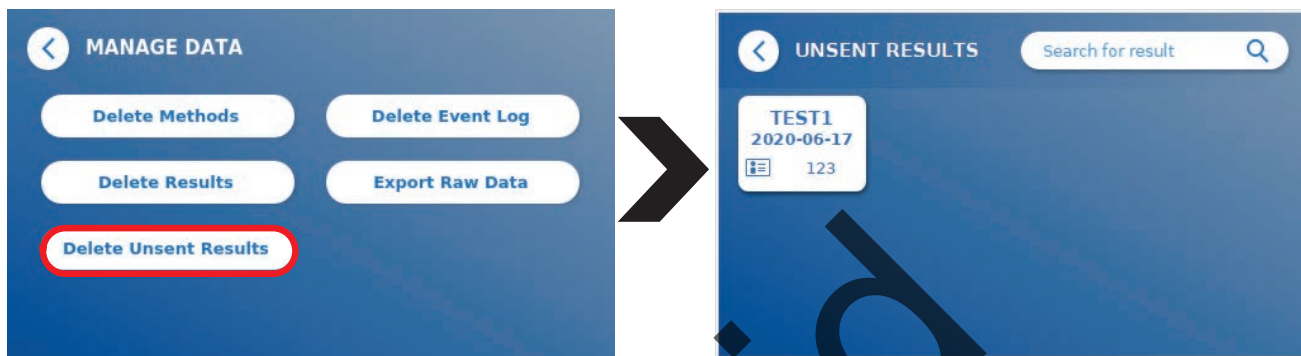 MANAGE DATA
Delete Methods
Delete Event Log
Delete Results
Export Raw Data
Delete Unsent Results
UNSENT RESULTS
Search for result
TEST1
2020-06-17
123
id